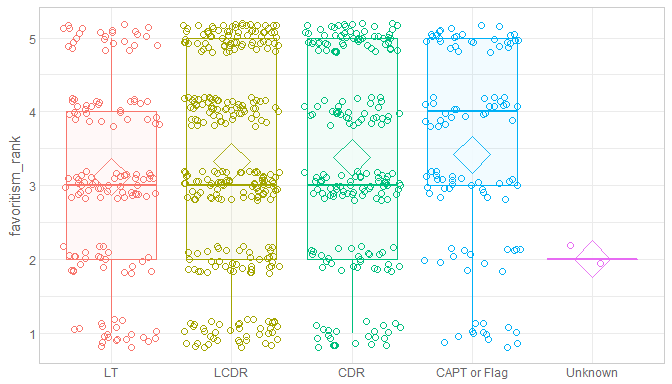 favoritism_rank
5
4
3
2
1
LT
LCDR
CDR
CAPT or Flag
Unknown